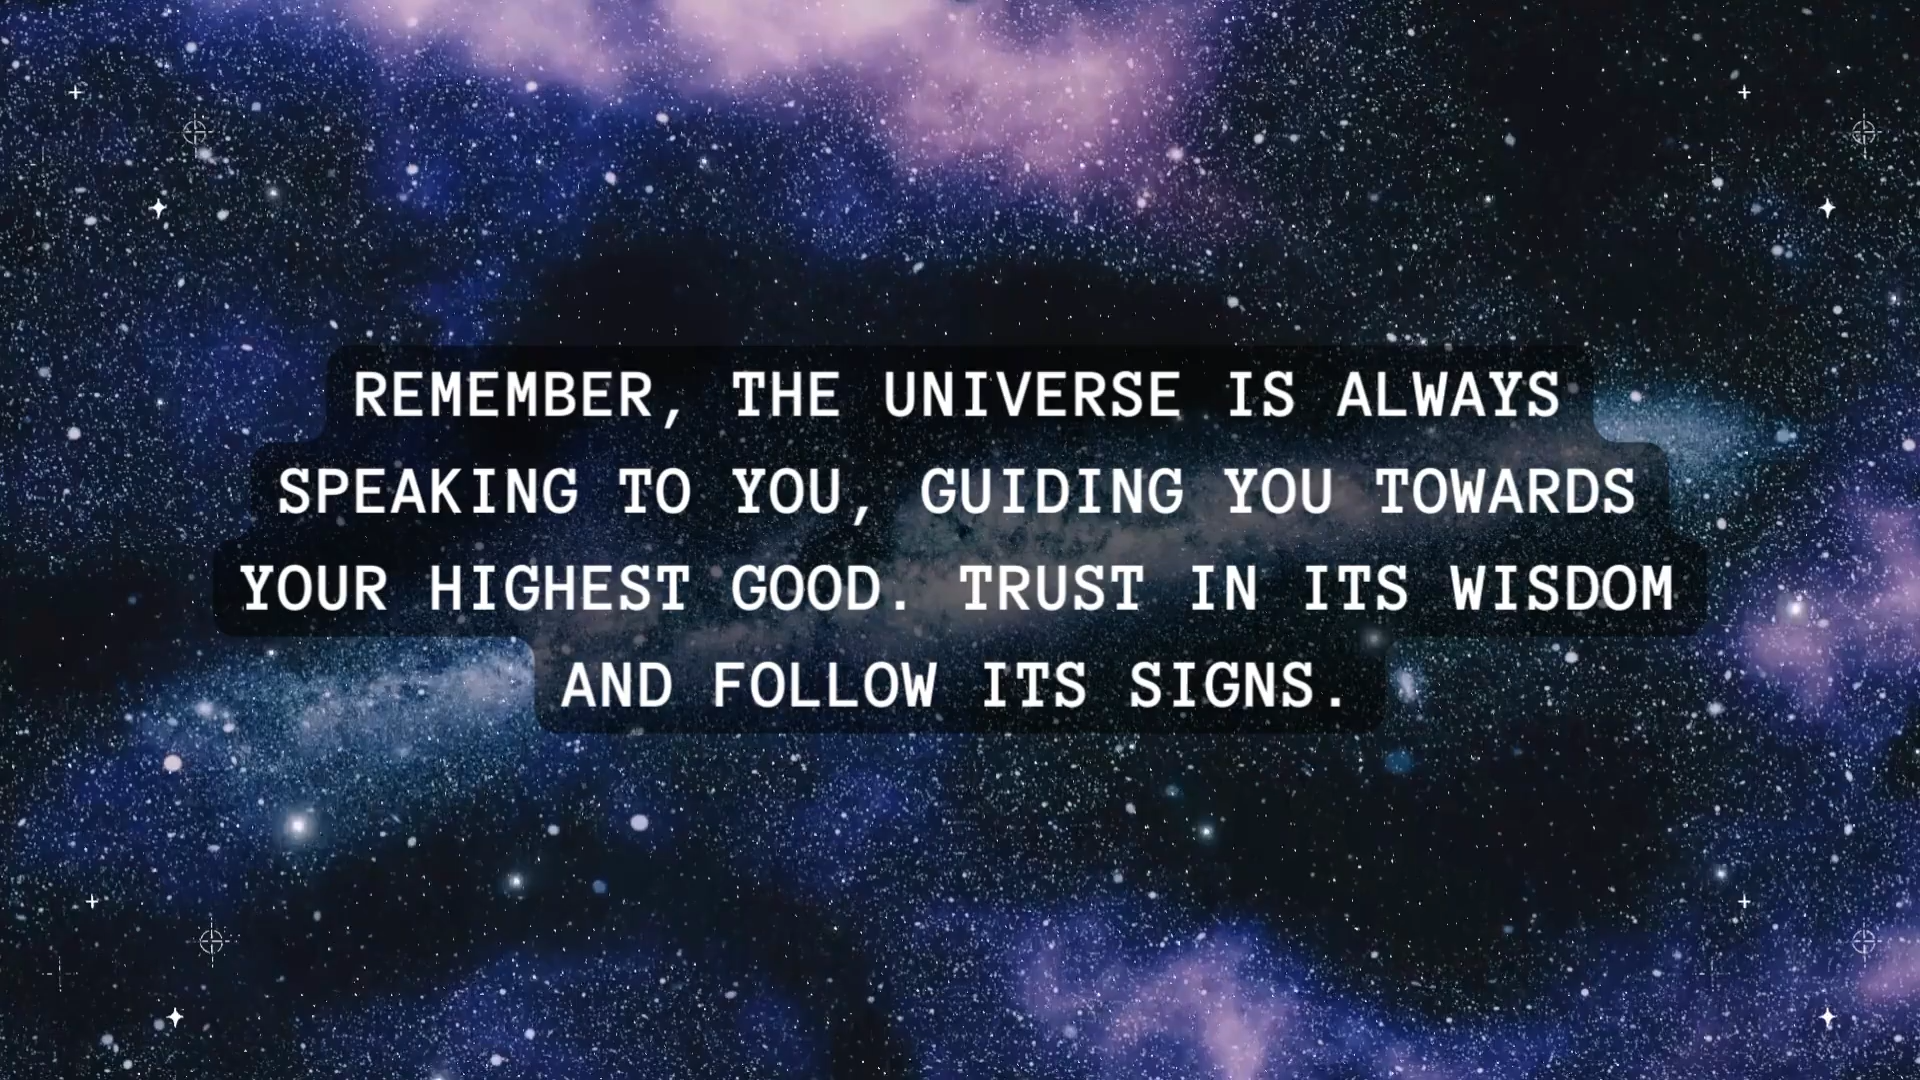 REMEMBER, THE UNIVERSE IS ALWAYS
SPEAKING TO YOU, GUIDING YOU TOWARDS
YOUR HIGHEST GOOD. TRUST IN ITS WISDOM
AND FOLLOW ITS SIGNS.